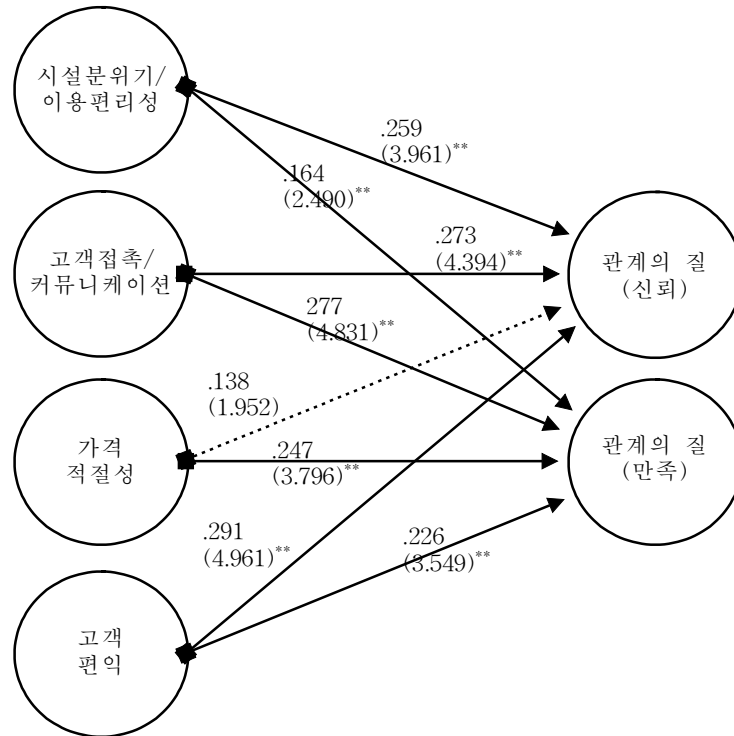 시설분위기/
이용편리성
.259
(3.961)**
.164
(2.490)**
고객접촉/
커뮤니케이션
.273
(4.394)**
관계의 질
(신뢰)
277
(4.831)**
.138
(1.952)
가격
적절성
.247
(3.796)**
관계의 질
(만족)
.291
(4.961)**
.226
(3.549)**
고객
편익